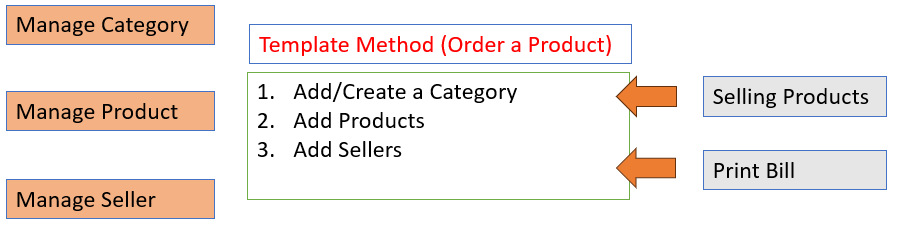 Manage Category
Manage Product
Manage Seller
Template Method (Order a Product)
1. Add/Create a Category
2. Add Products
3. Add Sellers
Selling Products
Print Bill